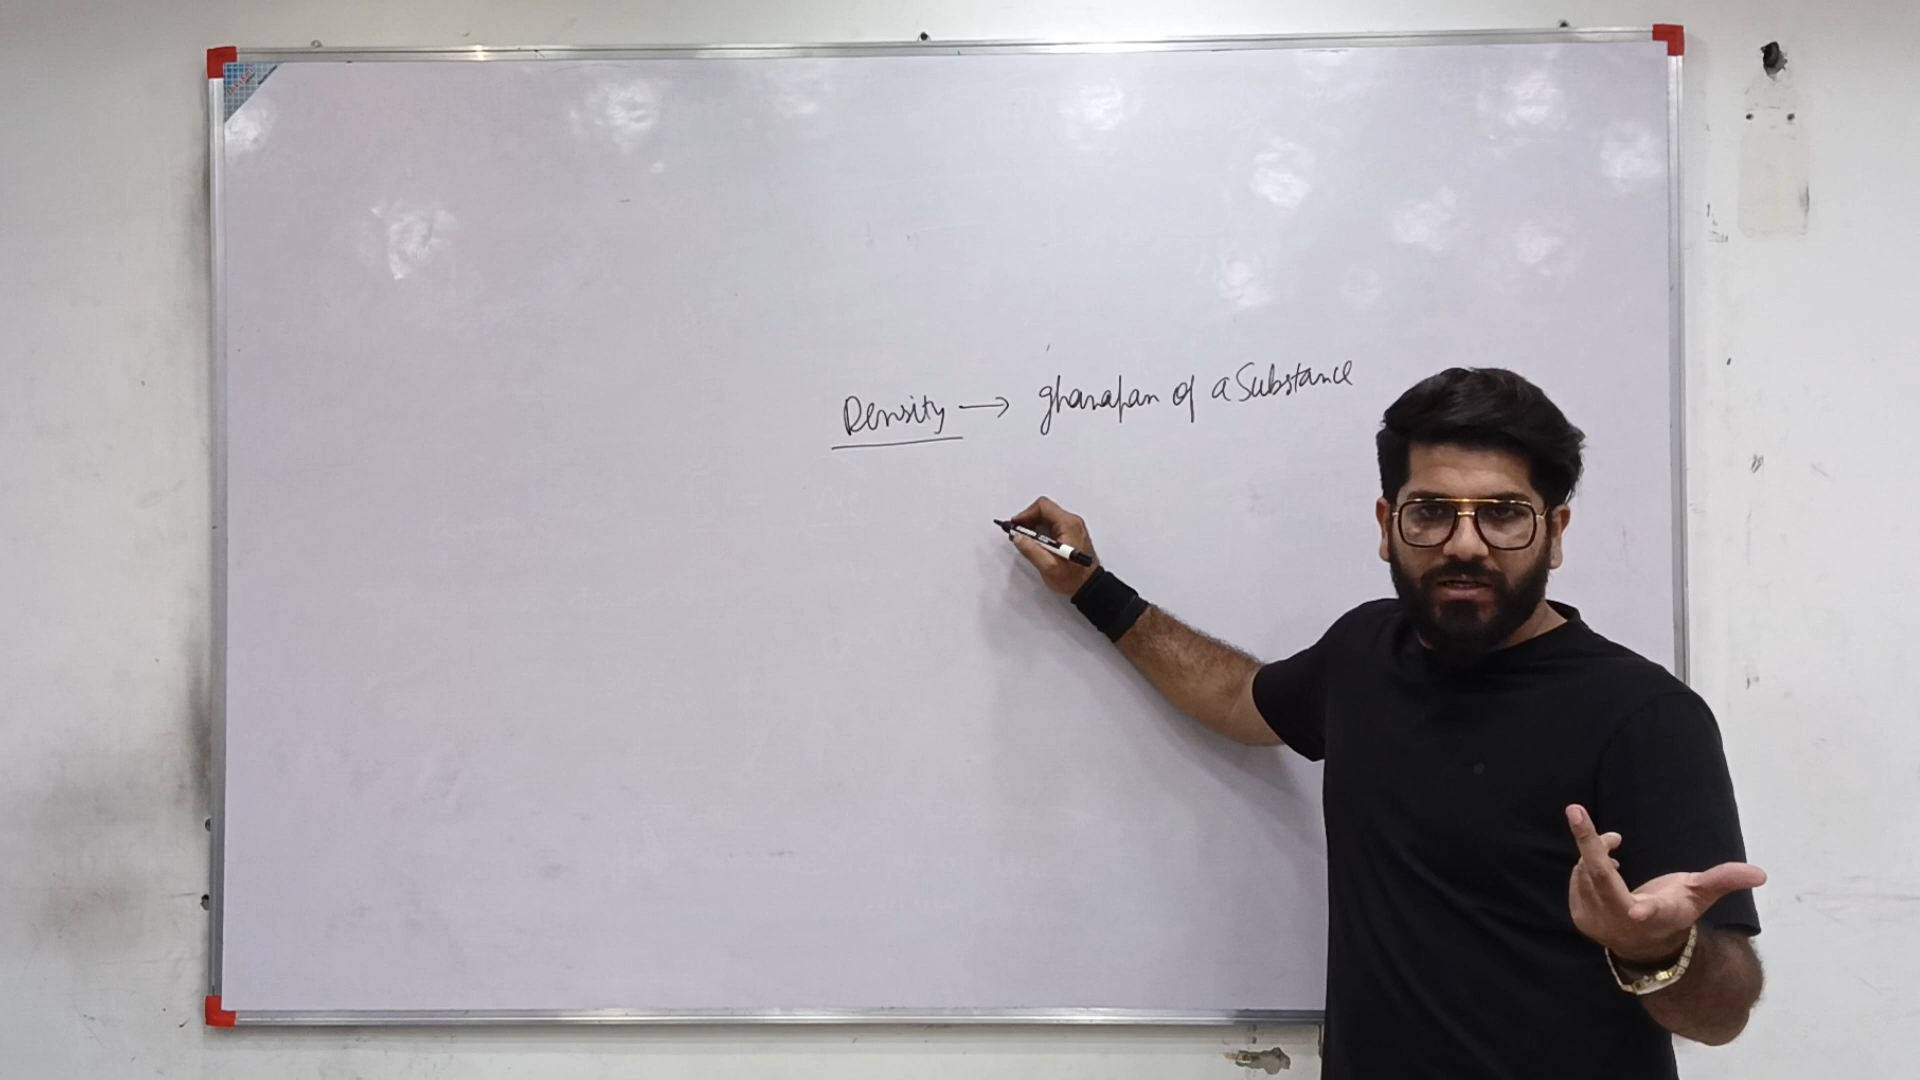 Density → ghanapan of a Substance